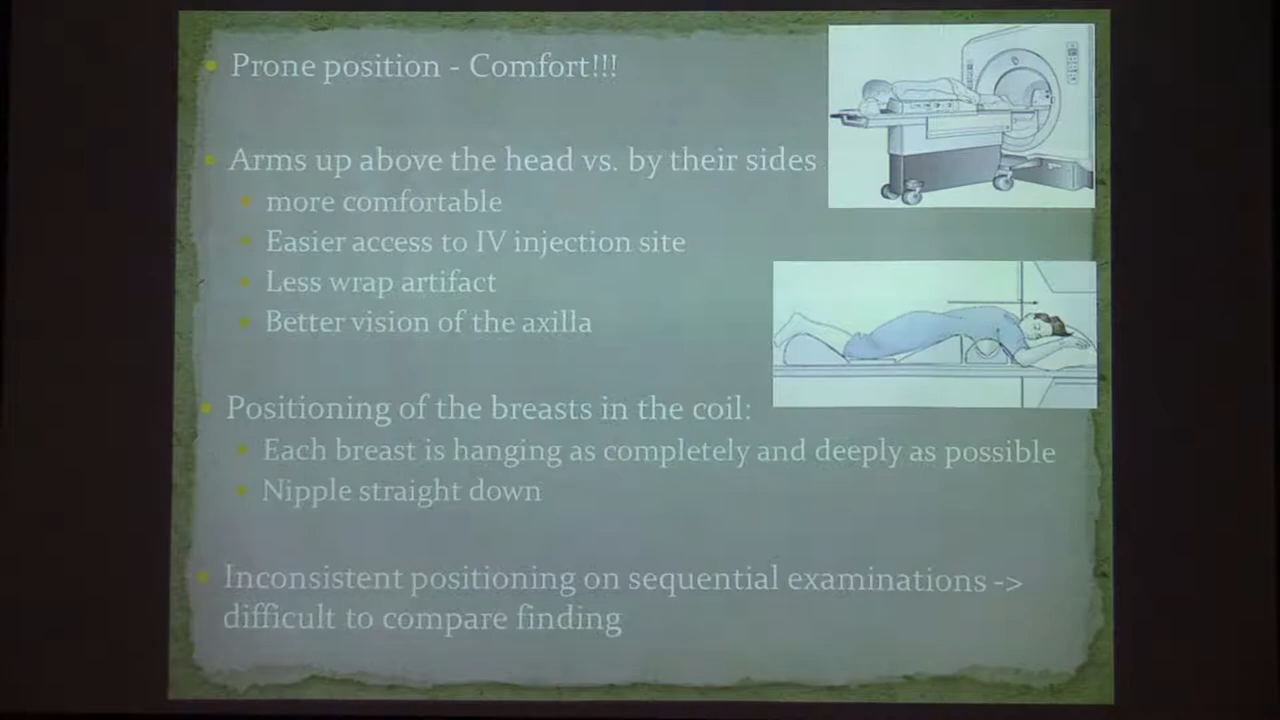 Prone position - Comfort!!!
Arms up above the head vs. by their sides
more comfortable
Easier access to IV injection site
Less wrap artifact
Better vision of the axilla
Positioning of the breasts in the coil:
Each breast is hanging as completely and deeply as possible
Nipple straight down
Inconsistent positioning on sequential examinations ->
difficult to compare finding